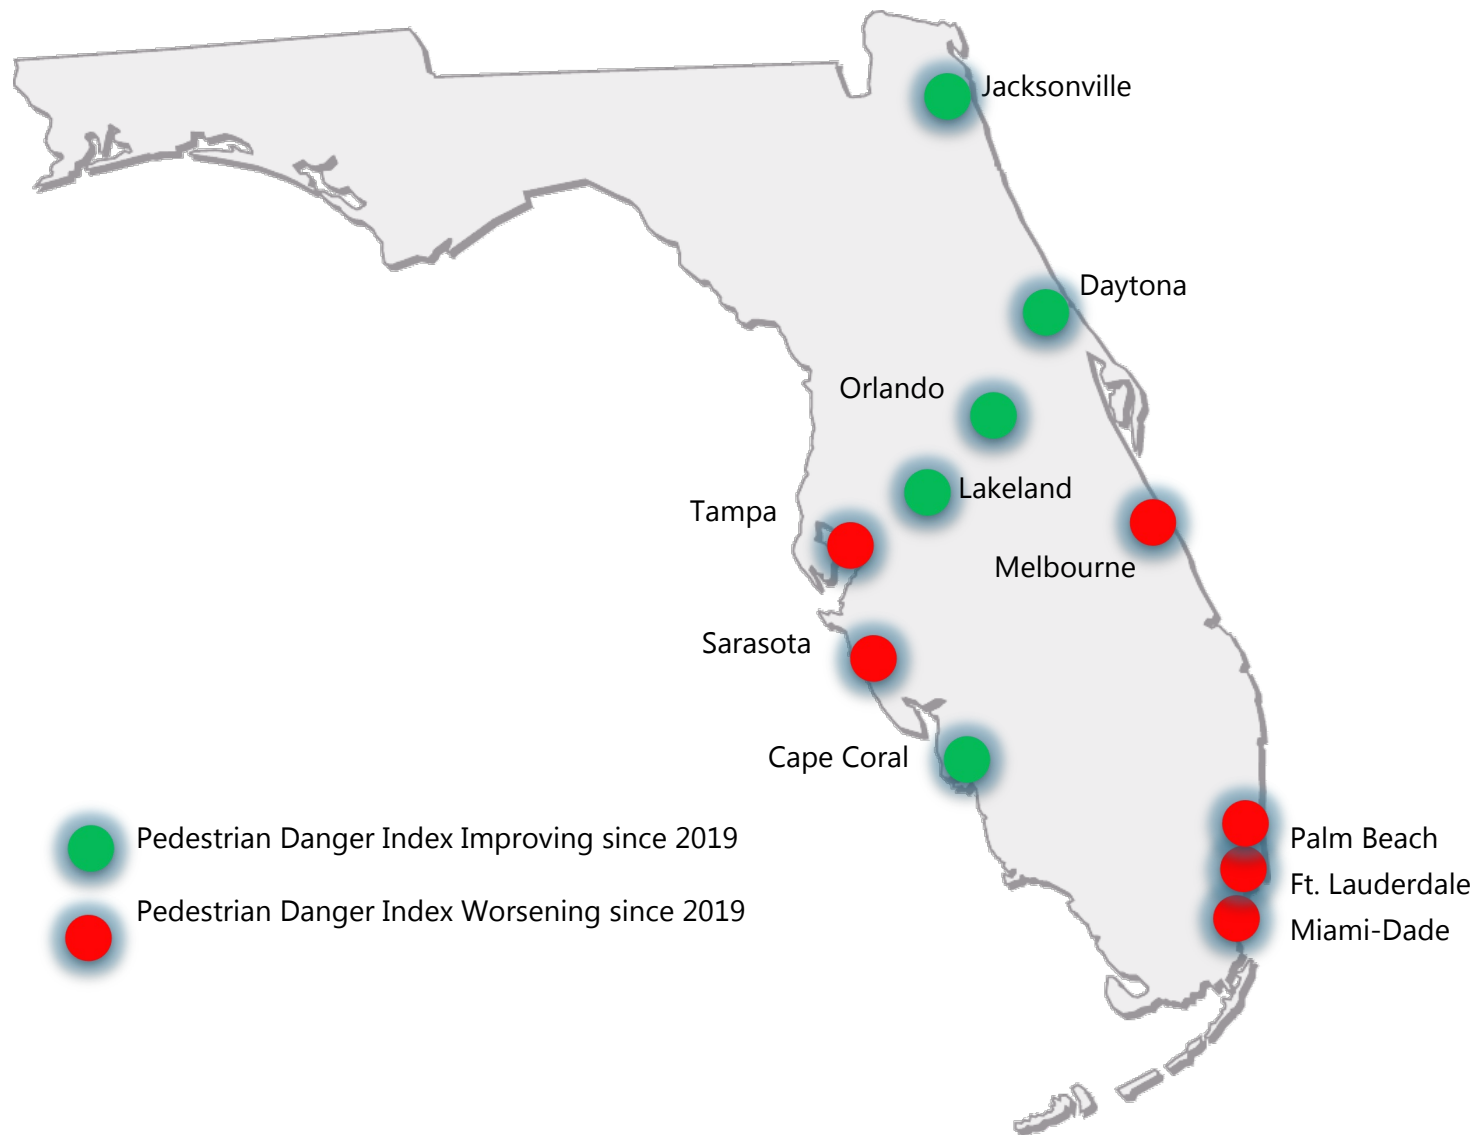 Jacksonville
Daytona
Orlando
Lakeland
Tampa
Melbourne
Sarasota
Cape Coral
Pedestrian Danger Index Improving since 2019
Palm Beach
Ft. Lauderdale
Pedestrian Danger Index Worsening since 2019
Miami-Dade